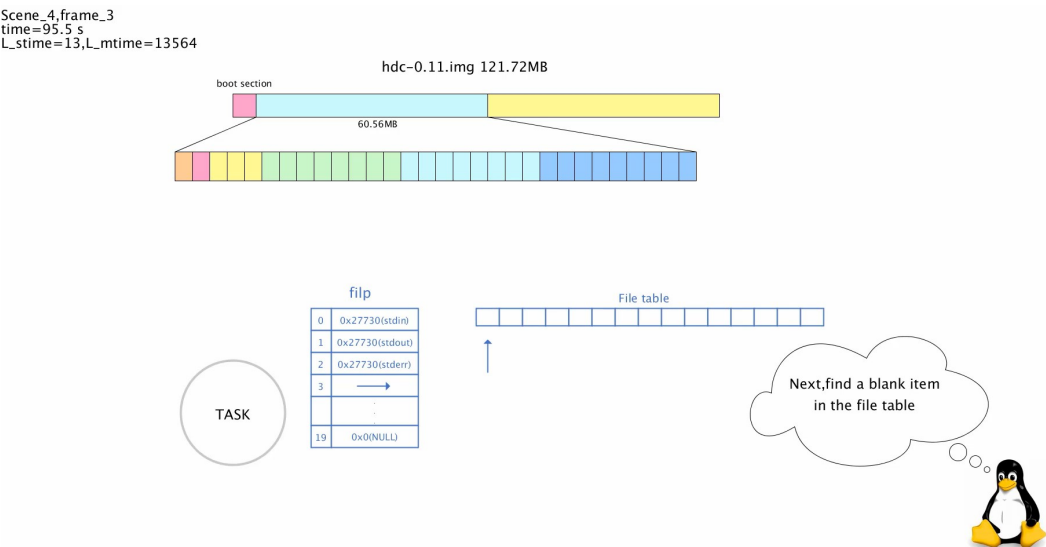 Scene_4,frame_3
time=95.5 s
L_stime=13,L_mtime=13564
hdc-0.11.img 121.72MB
boot section
60.56MB
filp
0 0x27730(stdin)
1 0x27730(stdout)
2 0x27730(stderr)
3
19 0x0(NULL)
File table
TASK
Next,find a blank item
in the file table